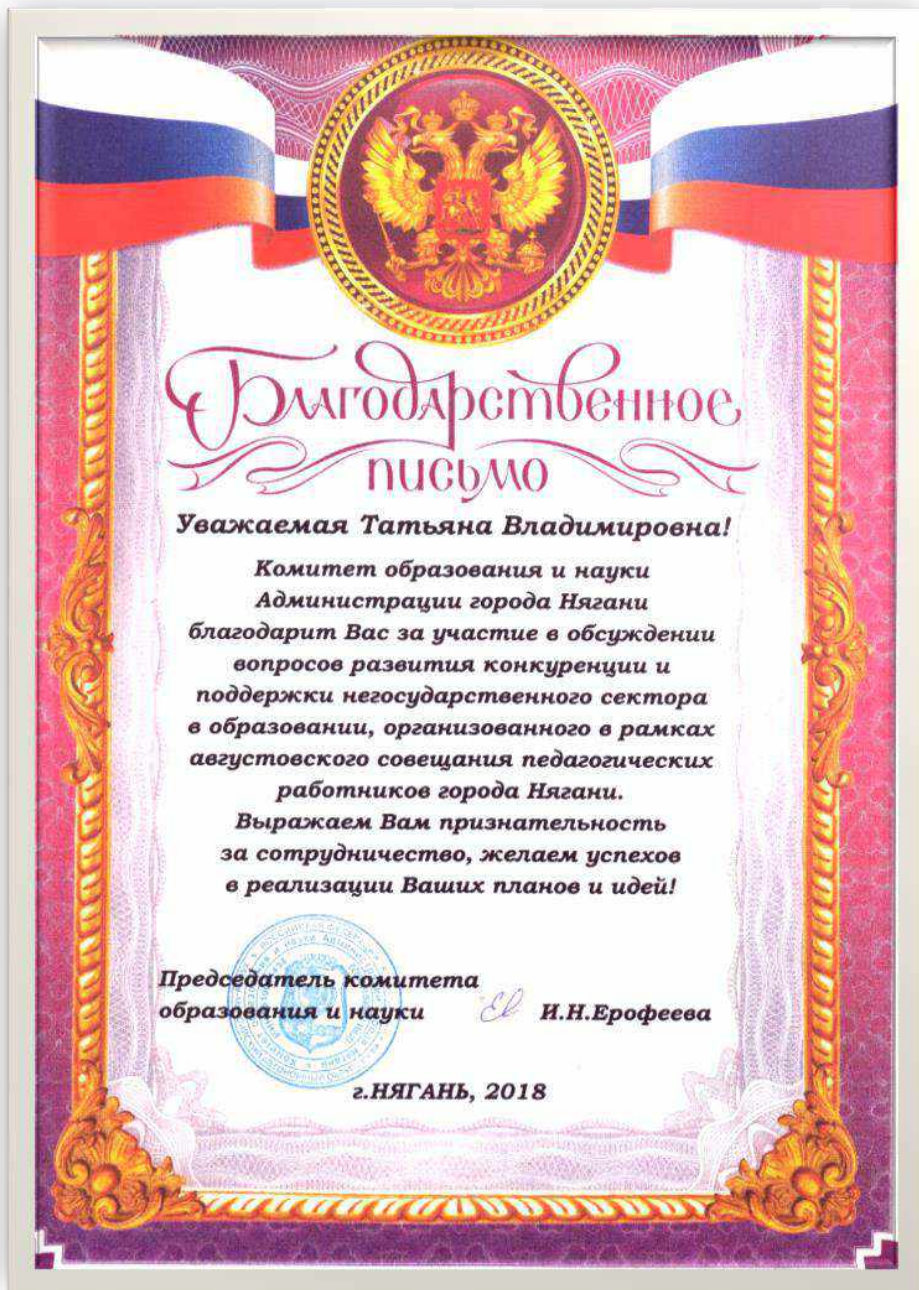 Благодарственное
письмо
Уважаемая Татьяна Владимировна!
Комитет образования и науки
Администрации города Нягани
благодарит Вас за участие в обсуждении
вопросов развития конкуренции и
поддержки негосударственного сектора
в образовании, организованного в рамках
августовского совещания педагогических
работников города Нягани.
Выражаем Вам признательность
за сотрудничество, желаем успехов
в реализации Ваших планов и идей!
Председатель комитета
образования и науки И.Н.Ерофеева
г.НЯГАНЬ, 2018